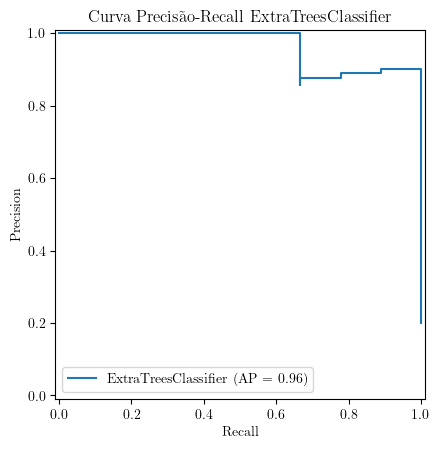 Curva Precisão-Recall ExtraTreesClassifier
1.0
0.8
0.6
0.4
0.2
0.0
Precision
ExtraTreesClassifier (AP = 0.96)
0.0 0.2 0.4 0.6 0.8 1.0
Recall